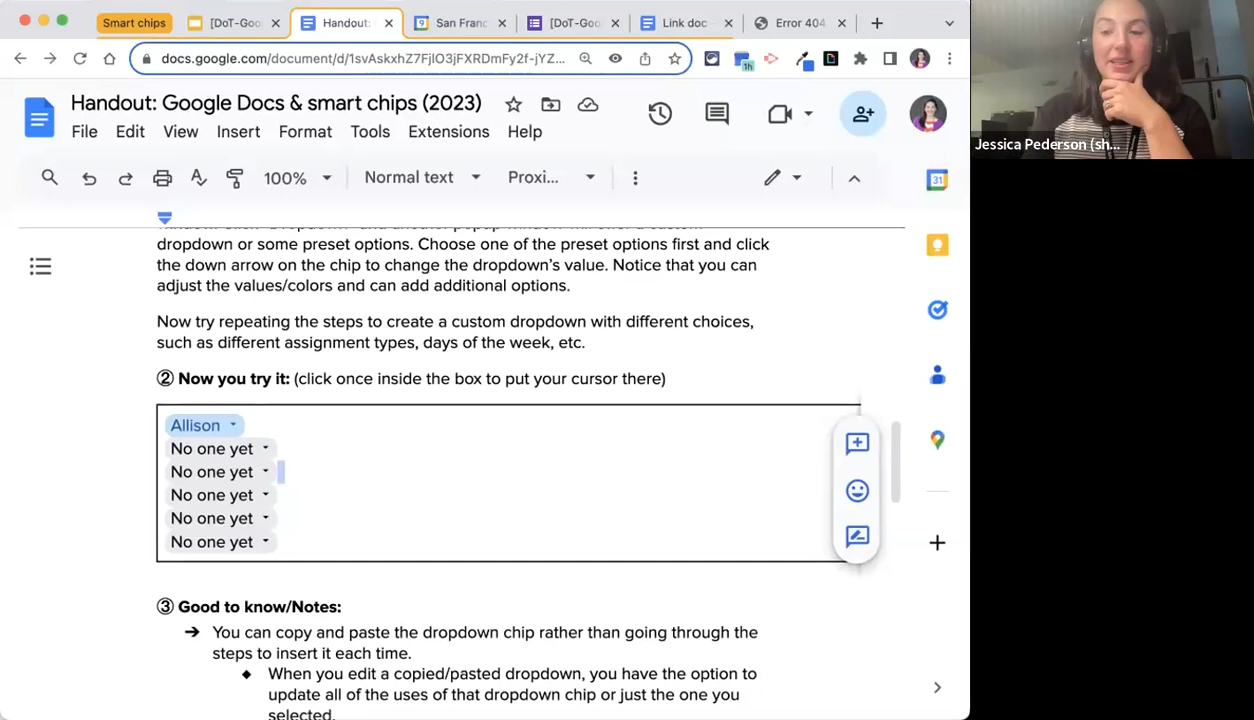 Smart chips
[DoT-Goo
Handout:
San Franc
[DoT-Goo
Link doc –
Error 404
docs.google.com/document/d/1svAskxhZ7FjIO3jFXRDmFy2f-jYZ...
1h
Handout: Google Docs & smart chips (2023)
File Edit View Insert Format Tools Extensions Help
100% Normal text Proxi...
31
dropdown or some preset options. Choose one of the preset options first and click
the down arrow on the chip to change the dropdown's value. Notice that you can
adjust the values/colors and can add additional options.
Now try repeating the steps to create a custom dropdown with different choices,
such as different assignment types, days of the week, etc.
② Now you try it: (click once inside the box to put your cursor there)
Allison
No one yet
No one yet
No one yet
No one yet
No one yet
③ Good to know/Notes:
➔ You can copy and paste the dropdown chip rather than going through the
steps to insert it each time.
◆ When you edit a copied/pasted dropdown, you have the option to
update all of the uses of that dropdown chip or just the one you
selected.
Jessica Pederson (sh...